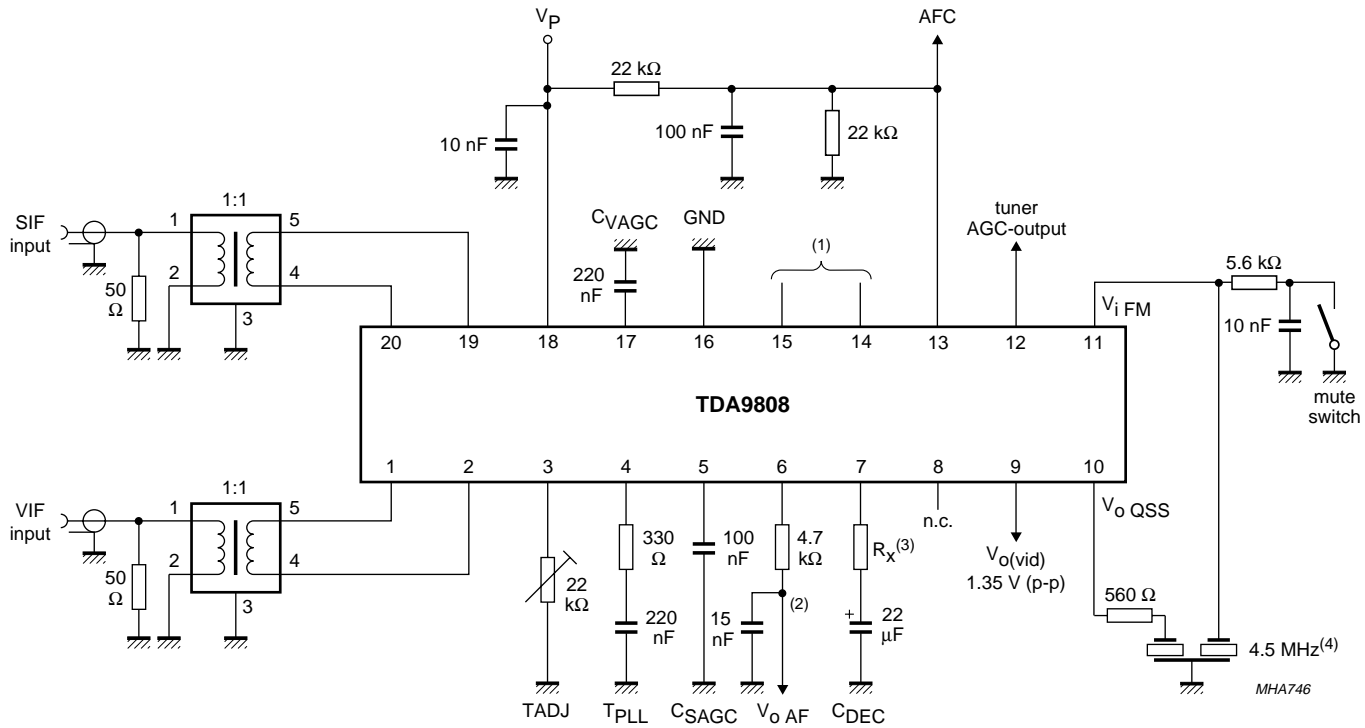 VP
AFC
22 kΩ
10 nF
100 nF
22 kΩ
SIF
input
1:1
1
5
2
4
3
50
Ω
CVAGC
220
nF
GND
(1)
tuner
AGC-output
Vi FM
5.6 kΩ
10 nF
mute
switch
20
19
18
17
16
15
14
13
12
11
TDA9808
1
2
3
4
5
6
7
8
9
10
VIF
input
1:1
1
5
2
4
3
50
Ω
22
kΩ
TADJ
330
Ω
220
nF
TPLL
100
nF
CSAGC
4.7
kΩ
(2)
15
nF
Vo AF
Rx(3)
+
22
μF
CDEC
n.c.
Vo(vid)
1.35 V (p-p)
Vo QSS
560 Ω
4.5 MHz(4)
MHA746